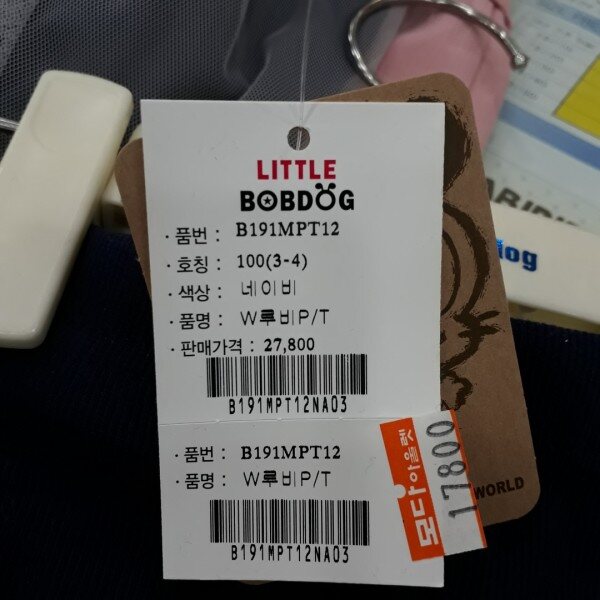 LITTLE
BOBDOG
· 품번 : B191MPT12
· 호칭 : 100(3-4)
· 색상 : 네이비
· 품명 : W루비P/T
· 판매가격 : 27,800
B191MPT12NA03
· 품번 : B191MPT12
· 품명 : W루비P/T
B191MPT12NA03
모다아울렛
17800
WORLD